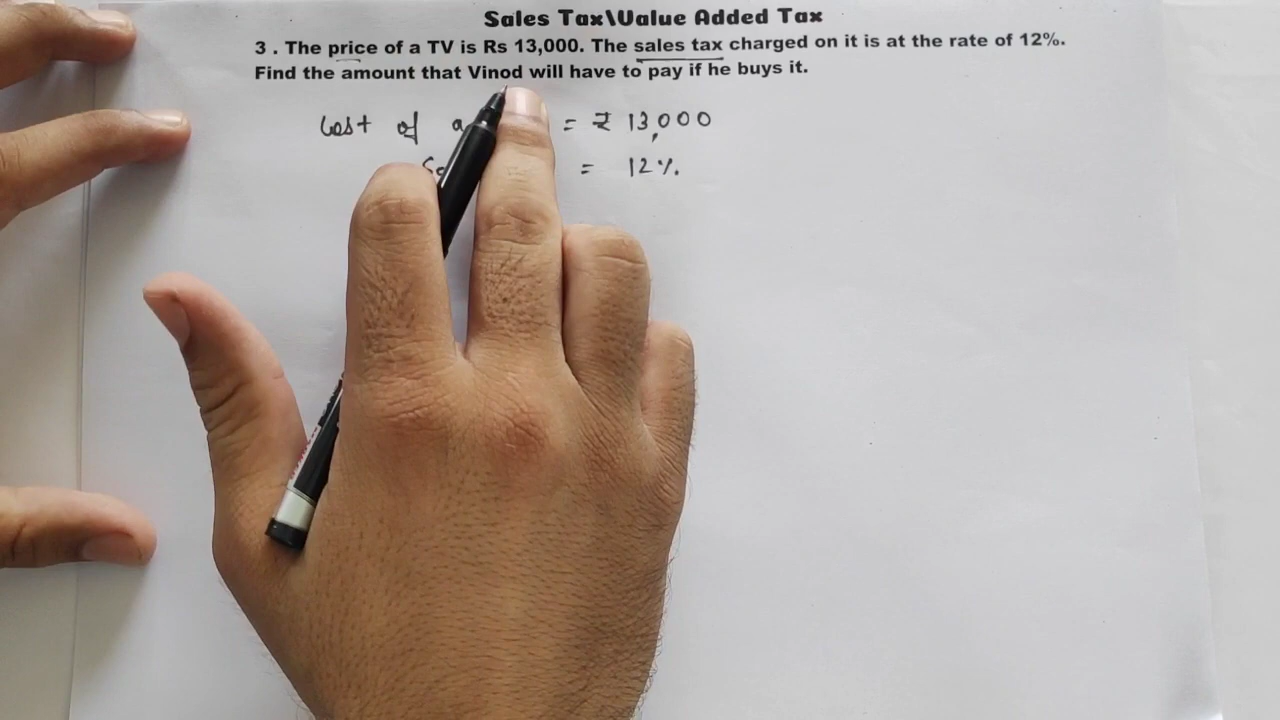 Sales Tax\Value Added Tax
3 . The price of a TV is Rs 13,000. The sales tax charged on it is at the rate of 12%.
Find the amount that Vinod will have to pay if he buys it.
Cost of a = ₹ 13,000
= 12%.